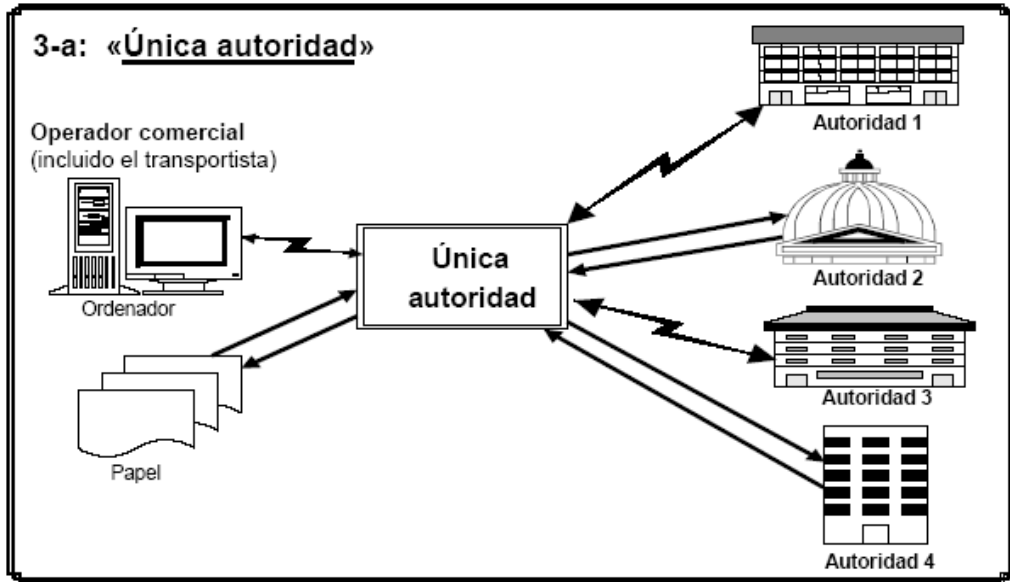 3-a: «Única autoridad»
Operador comercial
(incluido el transportista)
Ordenador
Papel
Única
autoridad
Autoridad 1
Autoridad 2
Autoridad 3
Autoridad 4